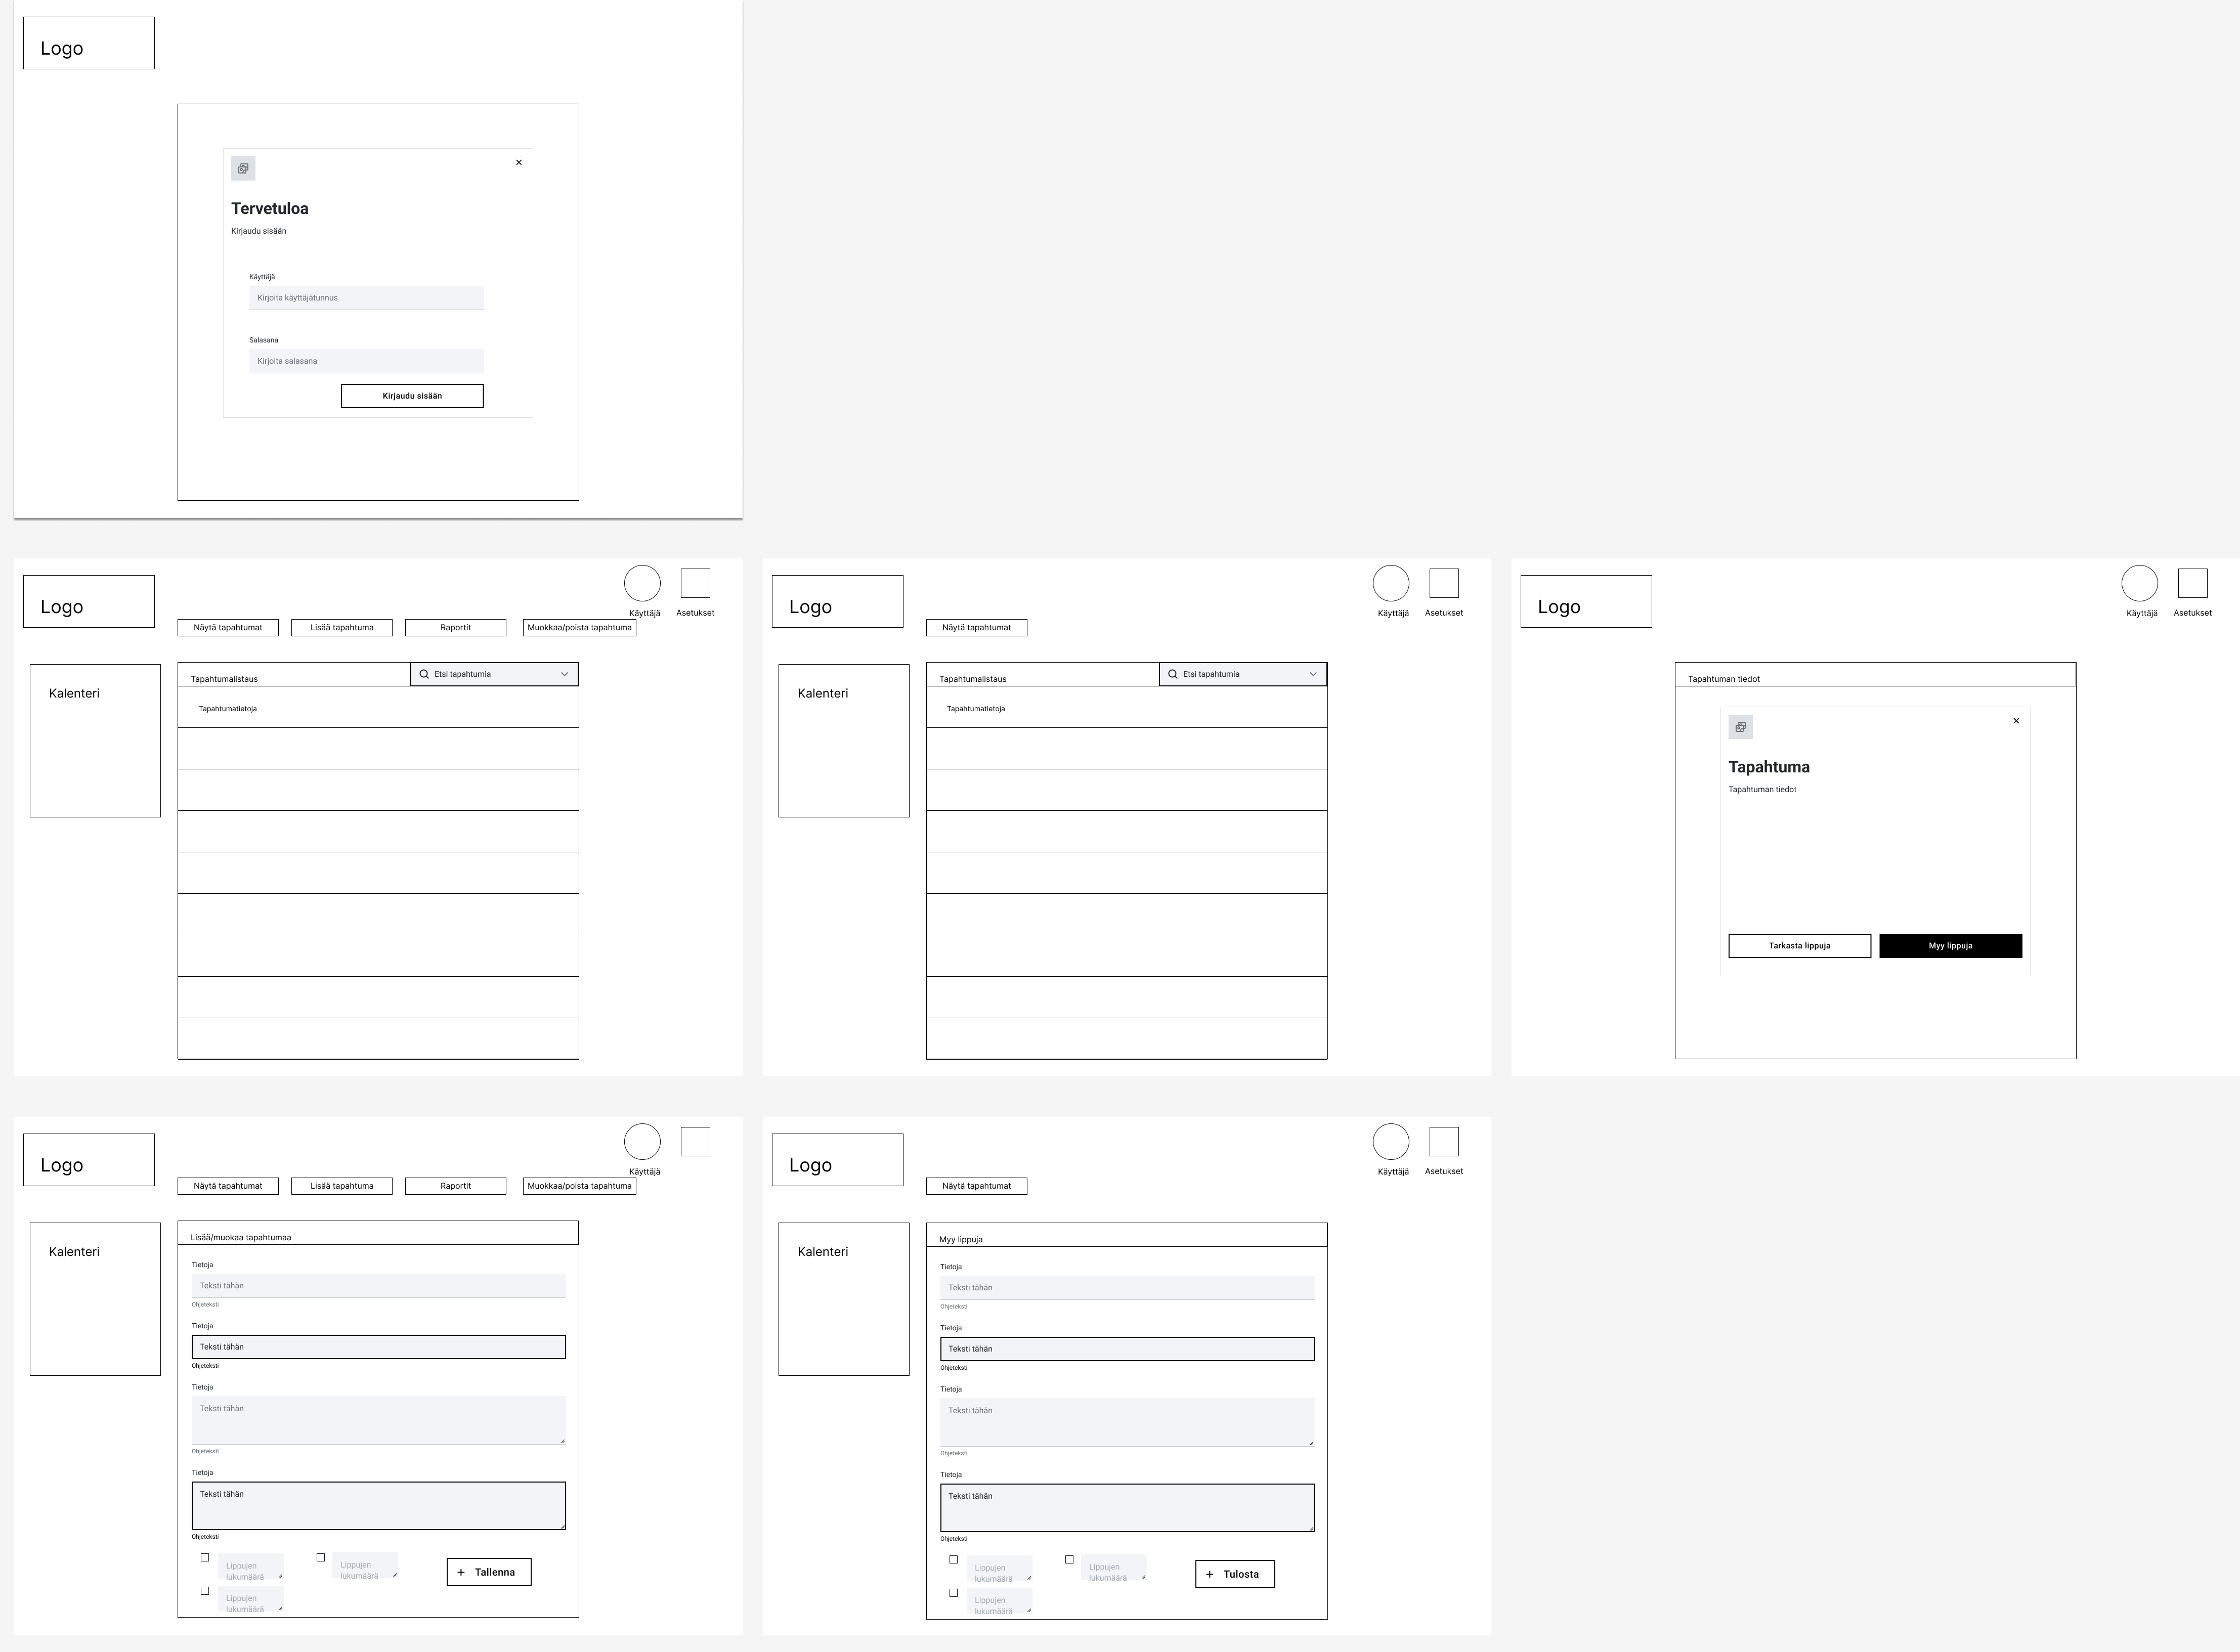 Logo
Tervetuloa
Kirjaudu sisään
Käyttäjä
Kirjoita käyttäjätunnus
Salasana
Kirjoita salasana
Kirjaudu sisään
Logo
Käyttäjä
Asetukset
Näytä tapahtumat
Lisää tapahtuma
Raportit
Muokkaa/poista tapahtuma
Kalenteri
Tapahtumalistaus
Etsi tapahtumia
Tapahtumatietoja
Logo
Käyttäjä
Asetukset
Näytä tapahtumat
Kalenteri
Tapahtumalistaus
Etsi tapahtumia
Tapahtumatietoja
Logo
Käyttäjä
Asetukset
Tapahtuman tiedot
Tapahtuma
Tapahtuman tiedot
Tarkasta lippuja
Myy lippuja
Logo
Käyttäjä
Näytä tapahtumat
Lisää tapahtuma
Raportit
Muokkaa/poista tapahtuma
Kalenteri
Lisää/muokaa tapahtumaa
Tietoja
Teksti tähän
Ohjeteksti
Tietoja
Teksti tähän
Ohjeteksti
Tietoja
Teksti tähän
Ohjeteksti
Tietoja
Teksti tähän
Ohjeteksti
Lippujen
lukumäärä
Lippujen
lukumäärä
Tallenna
Lippujen
lukumäärä
Logo
Käyttäjä
Asetukset
Näytä tapahtumat
Kalenteri
Myy lippuja
Tietoja
Teksti tähän
Ohjeteksti
Tietoja
Teksti tähän
Ohjeteksti
Tietoja
Teksti tähän
Ohjeteksti
Tietoja
Teksti tähän
Ohjeteksti
Lippujen
lukumäärä
Lippujen
lukumäärä
Tulosta
Lippujen
lukumäärä